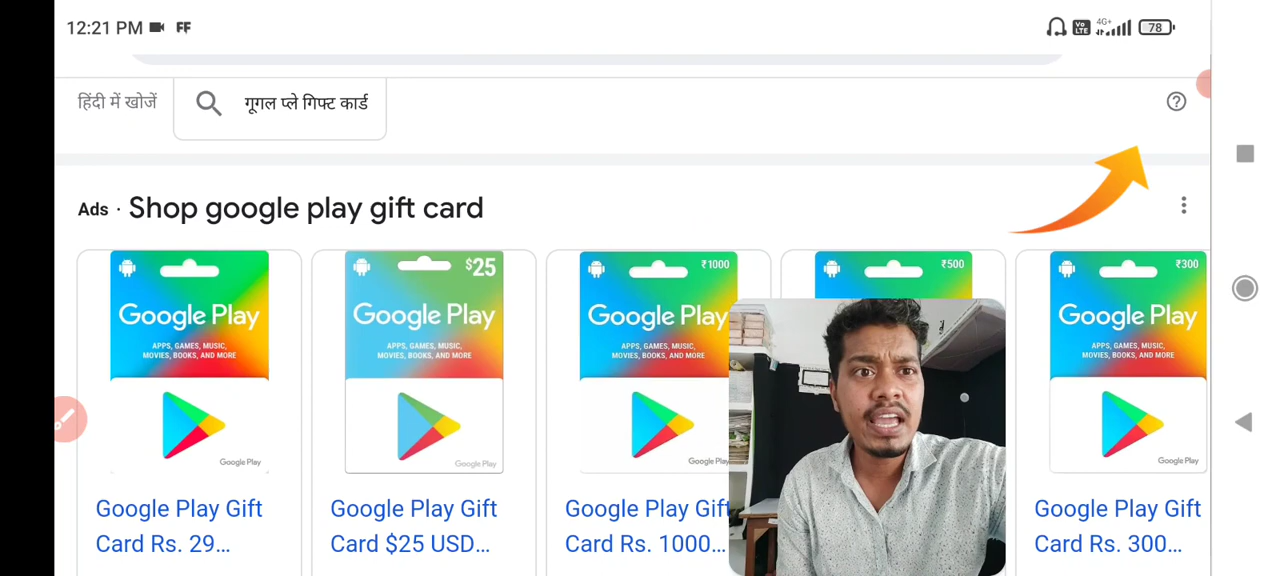 12:21 PM FF Vo LTE 4G+ 78
हिंदी में खोजें गूगल प्ले गिफ्ट कार्ड
Ads · Shop google play gift card
Google Play
APPS, GAMES, MUSIC,
MOVIES, BOOKS, AND MORE
Google Play
Google Play Gift
Card Rs. 29...
$25
Google Play
APPS, GAMES, MUSIC,
MOVIES, BOOKS, AND MORE
Google Play
Google Play Gift
Card $25 USD...
₹1000
Google Play
APPS, GAMES, MUSIC,
MOVIES, BOOKS, AND MORE
Google Play
Google Play Gift
Card Rs. 1000...
₹500
₹300
Google Play
APPS, GAMES, MUSIC,
MOVIES, BOOKS, AND MORE
Google Play
Google Play Gift
Card Rs. 300...